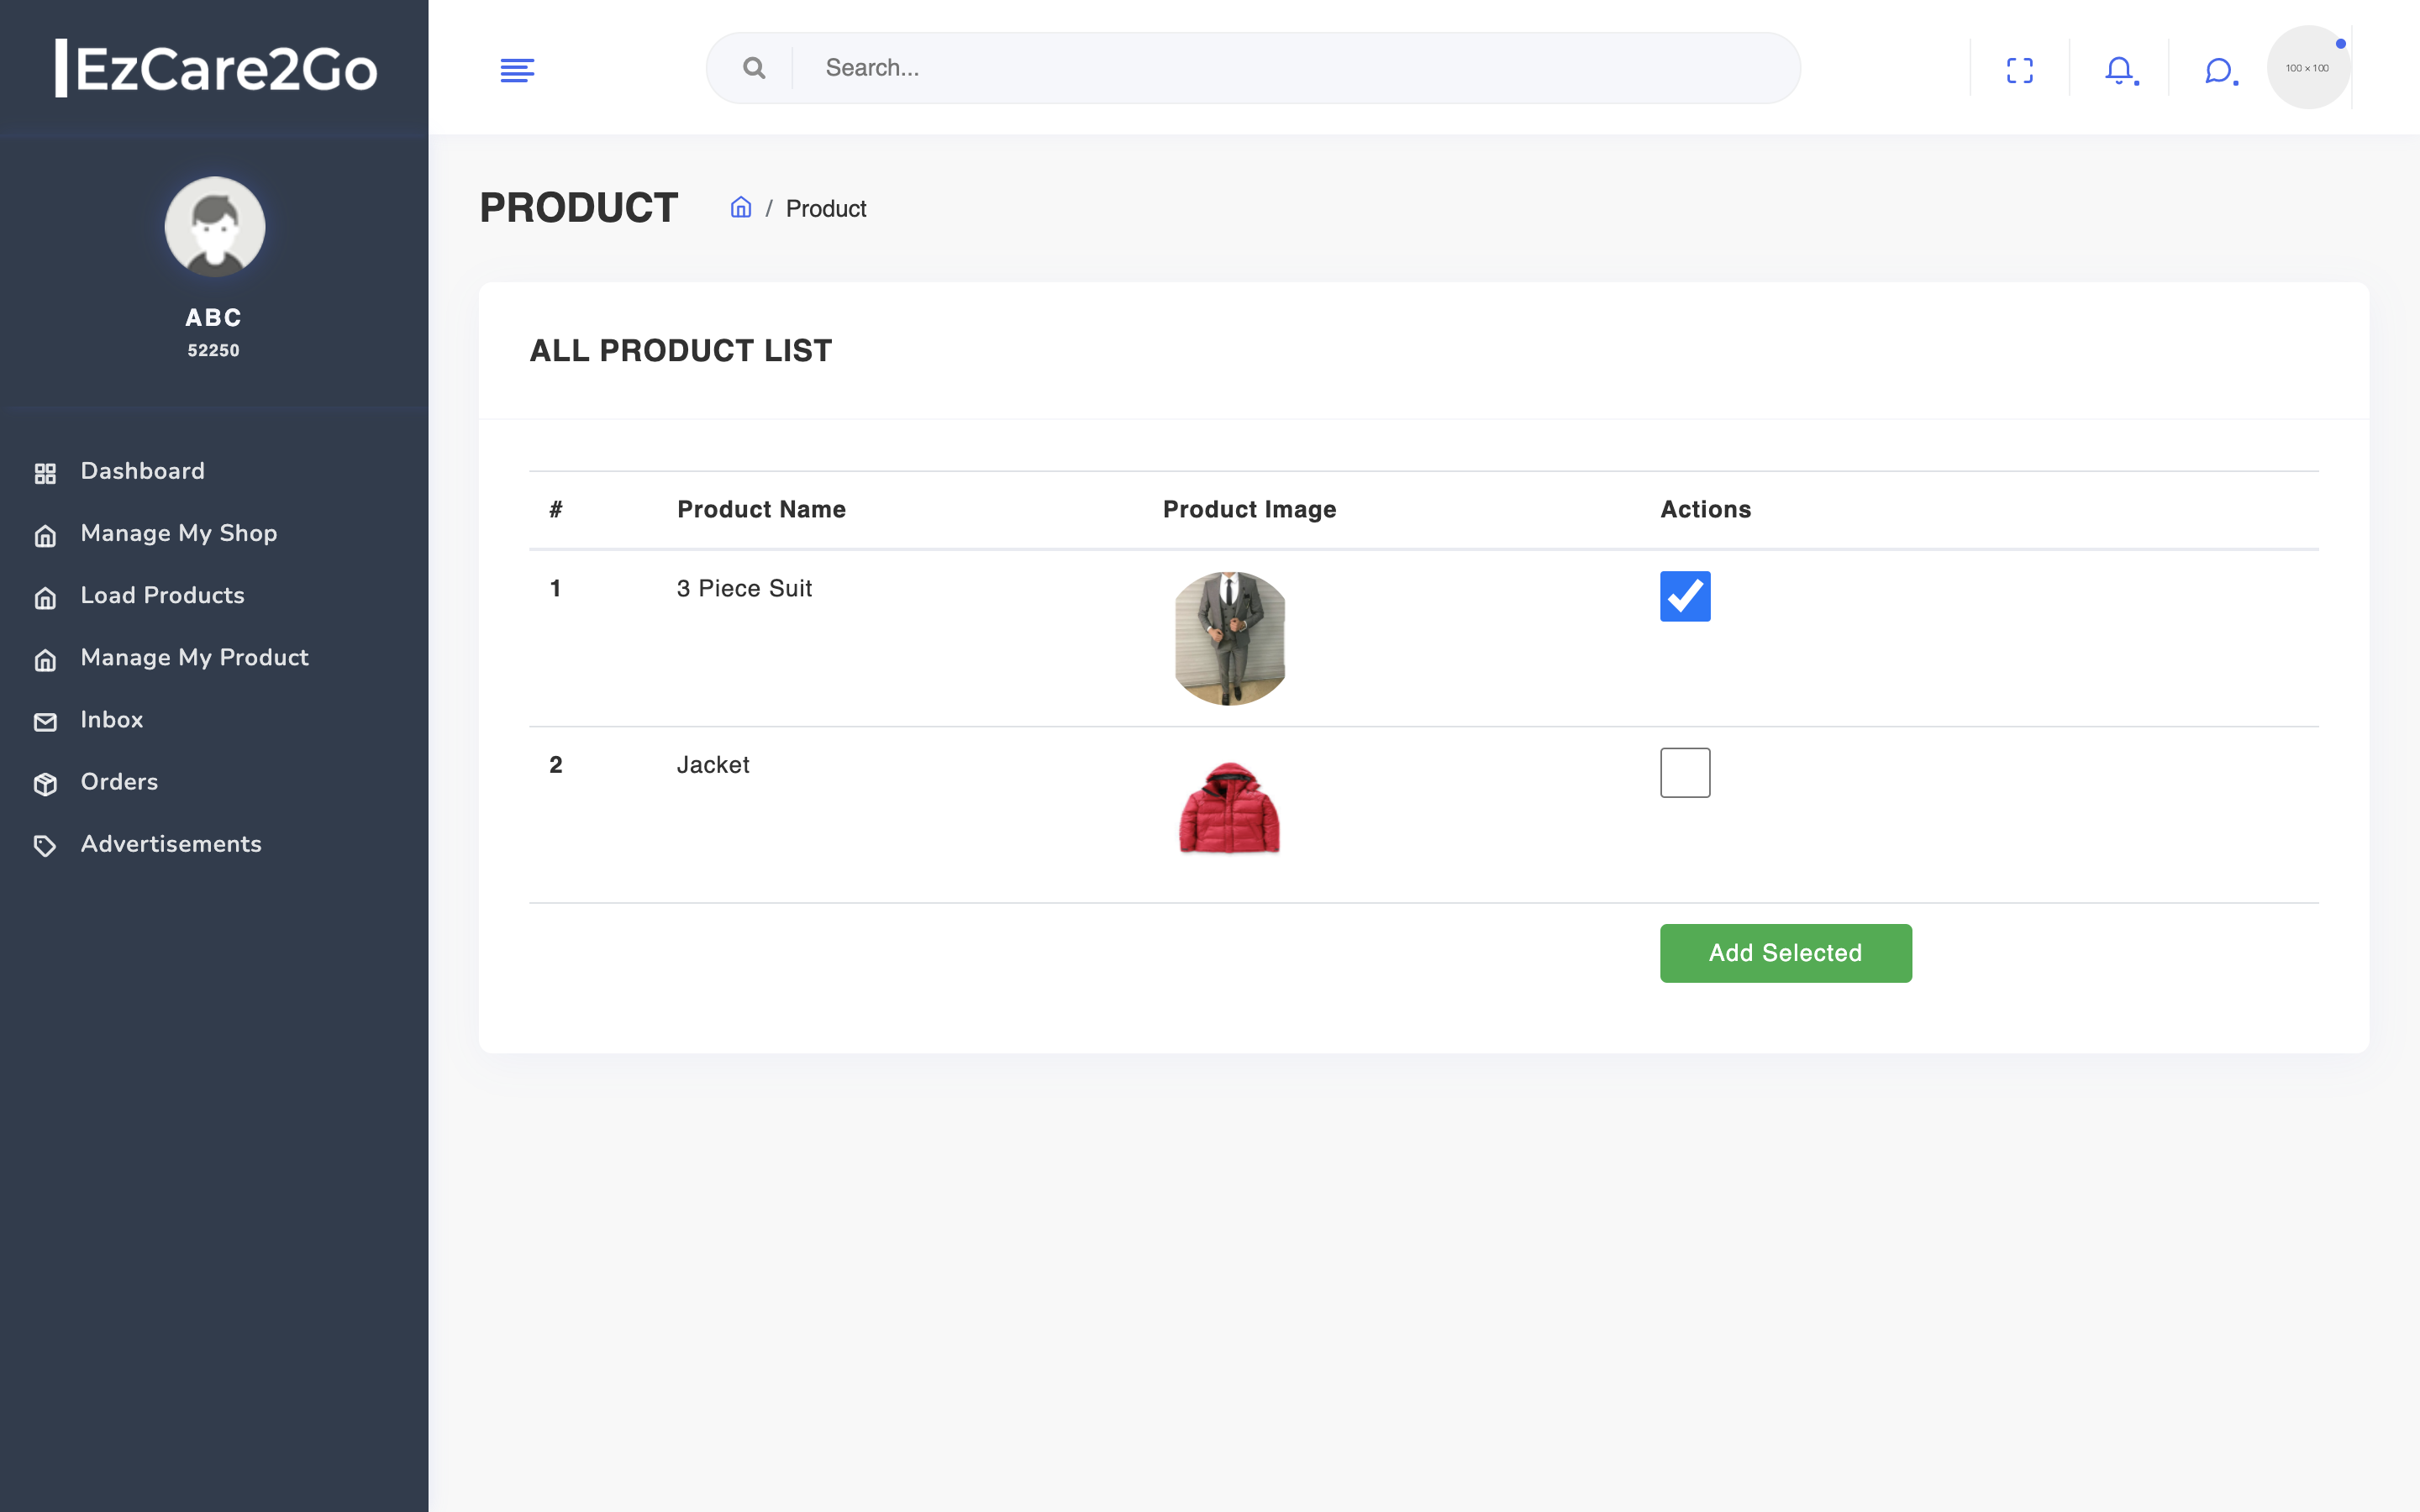 EzCare2Go
Search...
100 × 100
ABC
52250
Dashboard
Manage My Shop
Load Products
Manage My Product
Inbox
Orders
Advertisements
PRODUCT
/ Product
ALL PRODUCT LIST
# Product Name Product Image Actions
1 3 Piece Suit
2 Jacket
Add Selected